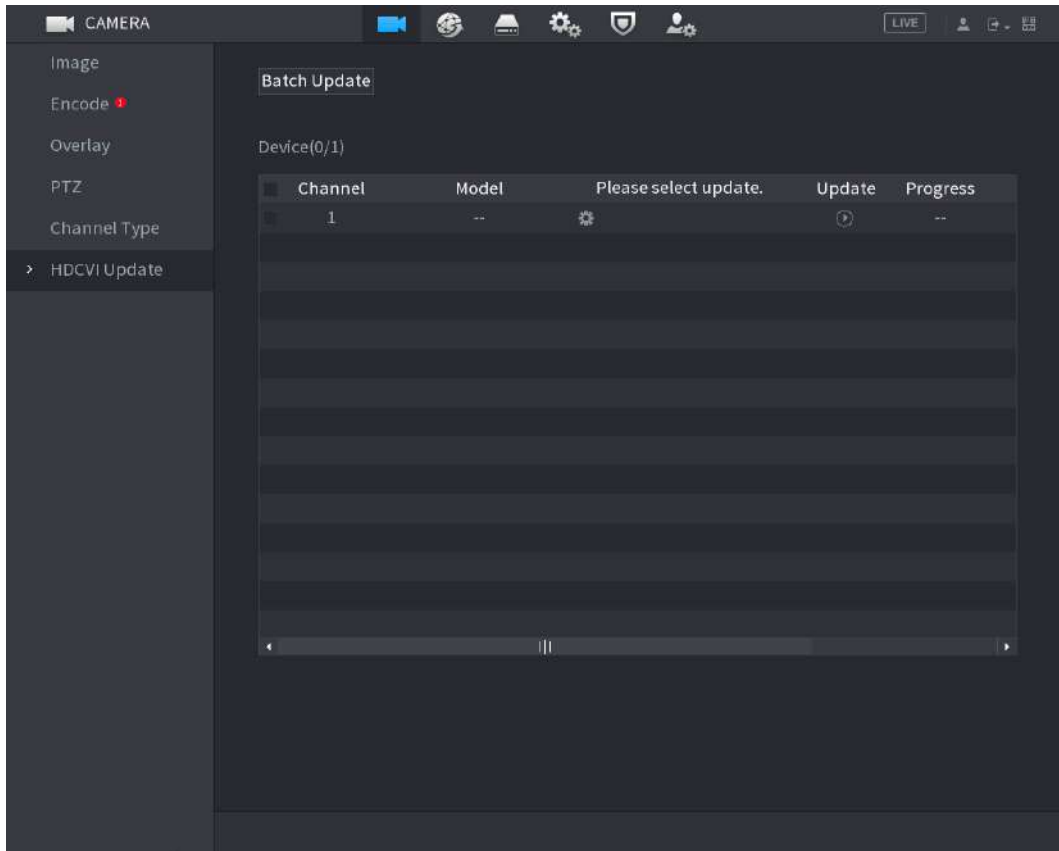 CAMERA
LIVE
Image
Encode 1
Overlay
PTZ
Channel Type
HDCVI Update
Batch Update
Device(0/1)
Channel Model Please select update. Update Progress
1 -- --